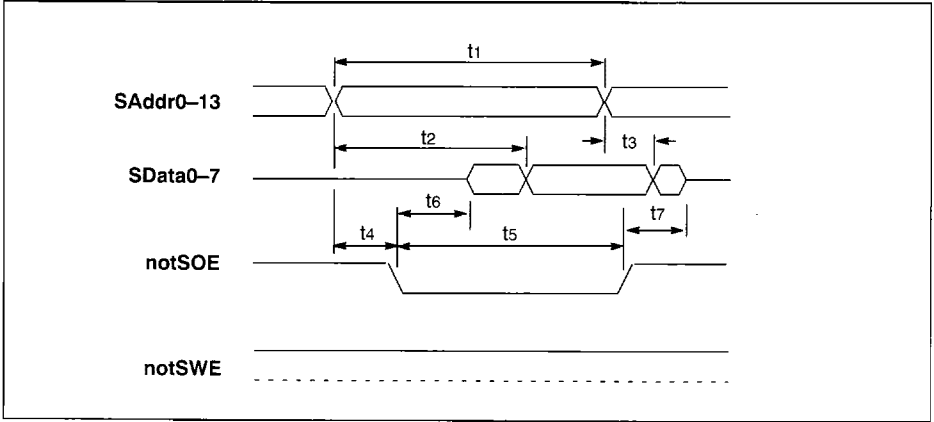 t1
SAddr0–13
t2
t3
SData0–7
t6
t7
t4
t5
notSOE
notSWE